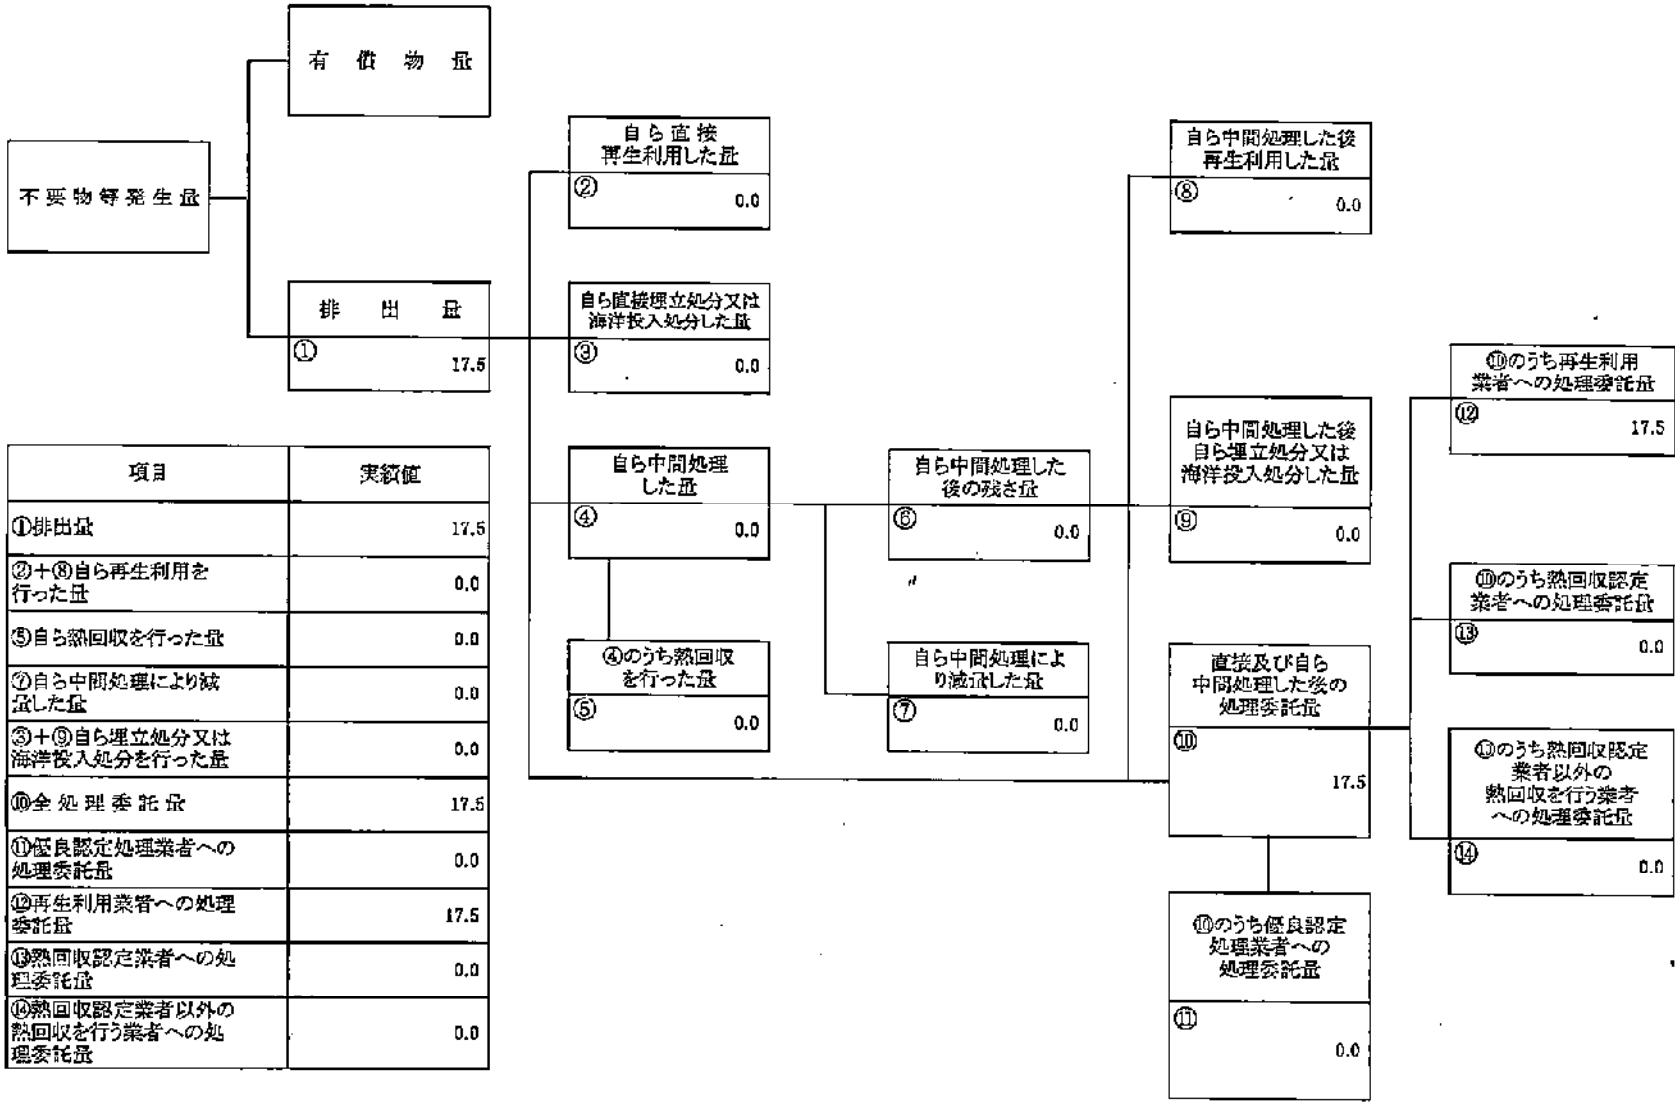 有償物量
不要物等発生量
排出量
①
17.5
自ら直接
再生利用した量
②
0.0
自ら直接埋立処分又は
海洋投入処分した量
③
0.0
自ら中間処理
した量
④
0.0
④のうち熱回収
を行った量
⑤
0.0
自ら中間処理した
後の残さ量
⑥
0.0
自ら中間処理によ
り減量した量
⑦
0.0
自ら中間処理した後
再生利用した量
⑧
0.0
自ら中間処理した後
自ら埋立処分又は
海洋投入処分した量
⑨
0.0
直接及び自ら
中間処理した後の
処理委託量
⑩
17.5
⑩のうち優良認定
処理業者への
処理委託量
⑪
0.0
⑩のうち再生利用
業者への処理委託量
⑫
17.5
⑩のうち熱回収認定
業者への処理委託量
⑬
0.0
⑩のうち熱回収認定
業者以外の
熱回収を行う業者
への処理委託量
⑭
0.0
項目 実績値
①排出量 17.5
②+⑧自ら再生利用を
行った量 0.0
⑤自ら熱回収を行った量 0.0
⑦自ら中間処理により減
量した量 0.0
③+⑨自ら埋立処分又は
海洋投入処分を行った量 0.0
⑩全処理委託量 17.5
⑪優良認定処理業者への
処理委託量 0.0
⑫再生利用業者への処理
委託量 17.5
⑬熱回収認定業者への処
理委託量 0.0
⑭熱回収認定業者以外の
熱回収を行う業者への処
理委託量 0.0